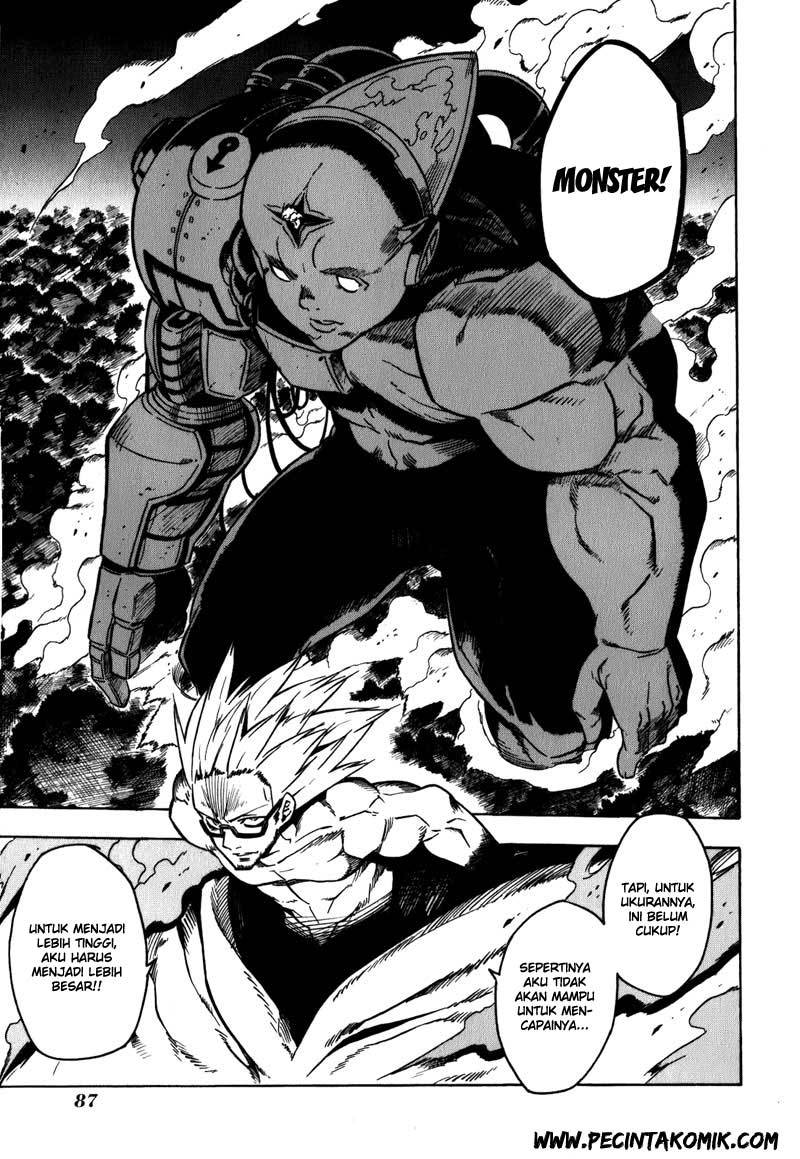 MONSTER!
TAPI, UNTUK
UKURANNYA,
INI BELUM
CUKUP!
SEPERTINYA
AKU TIDAK
AKAN MAMPU
UNTUK MEN-
CAPAINYA...
UNTUK MENJADI
LEBIH TINGGI,
AKU HARUS
MENJADI LEBIH
BESAR!!
87
WWW.PECINTAKOMIK.COM